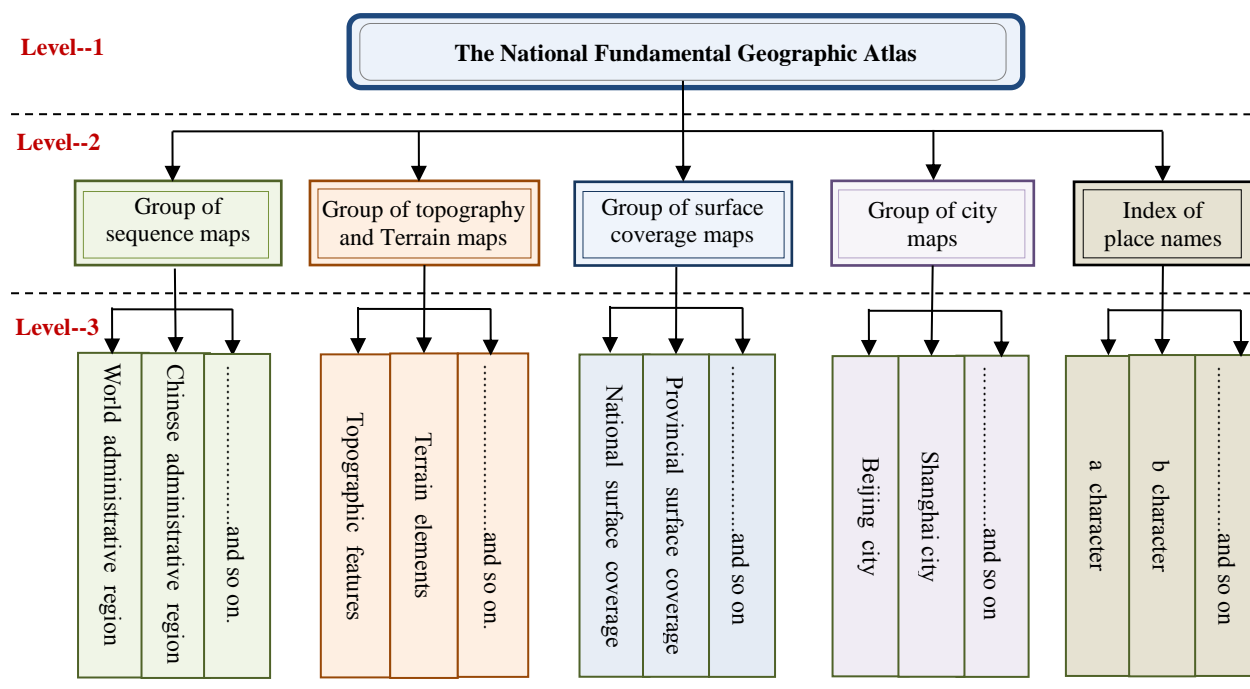 Level--1
The National Fundamental Geographic Atlas
Level--2
Group of
sequence maps
Group of topography
and Terrain maps
Group of surface
coverage maps
Group of city
maps
Index of
place names
Level--3
World administrative region
Chinese administrative region
....................and so on.
Topographic features
Terrain elements
....................and so on.
National surface coverage
Provincial surface coverage
....................and so on
Beijing city
Shanghai city
....................and so on
a character
b character
....................and so on